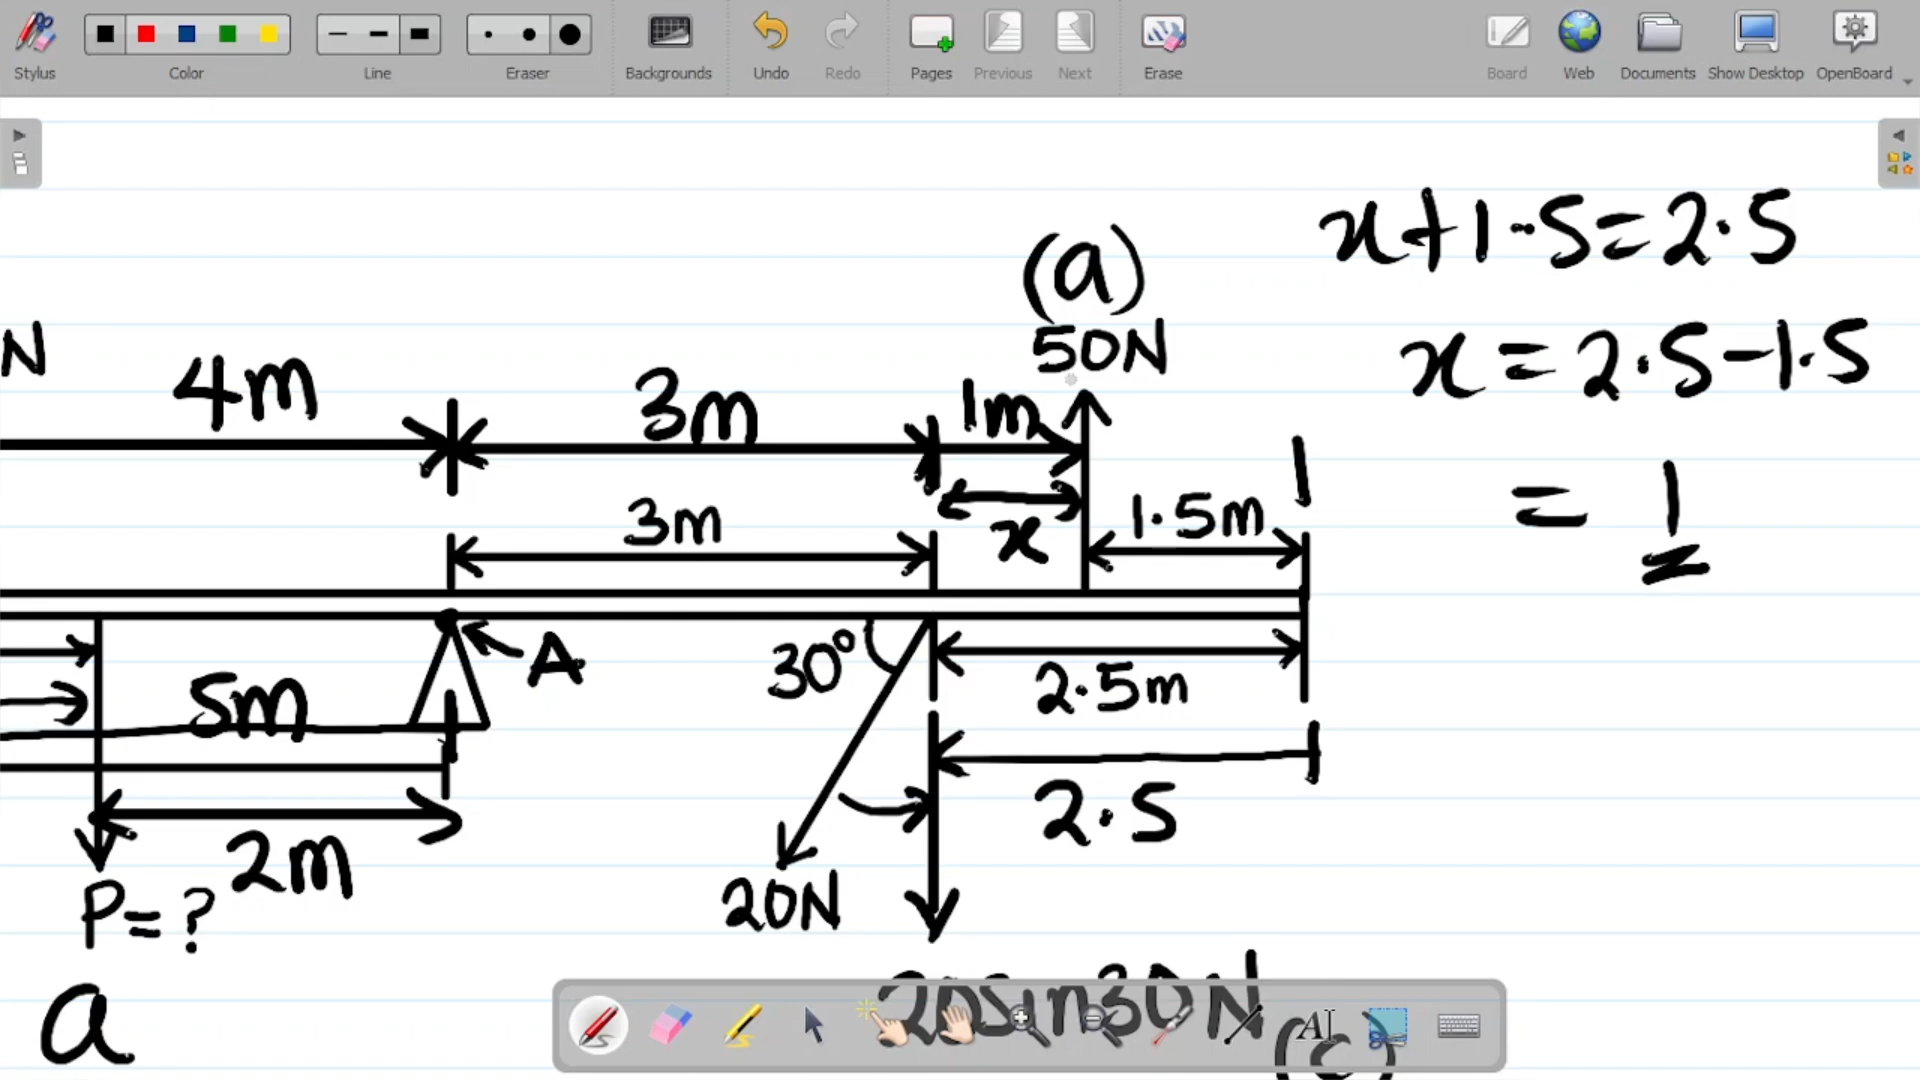 Stylus
Color
Line
Eraser
Backgrounds
Undo
Redo
Pages
Previous
Next
Erase
Board
Web
Documents
Show Desktop
OpenBoard
x+1.5=2.5
(a)
50N
N
4m
3m
1m
x=2.5-1.5
3m
x
1.5m
= 1
A
30°
5m
2.5m
2m
2.5
P=?
20N
a
20sin30N
(c)